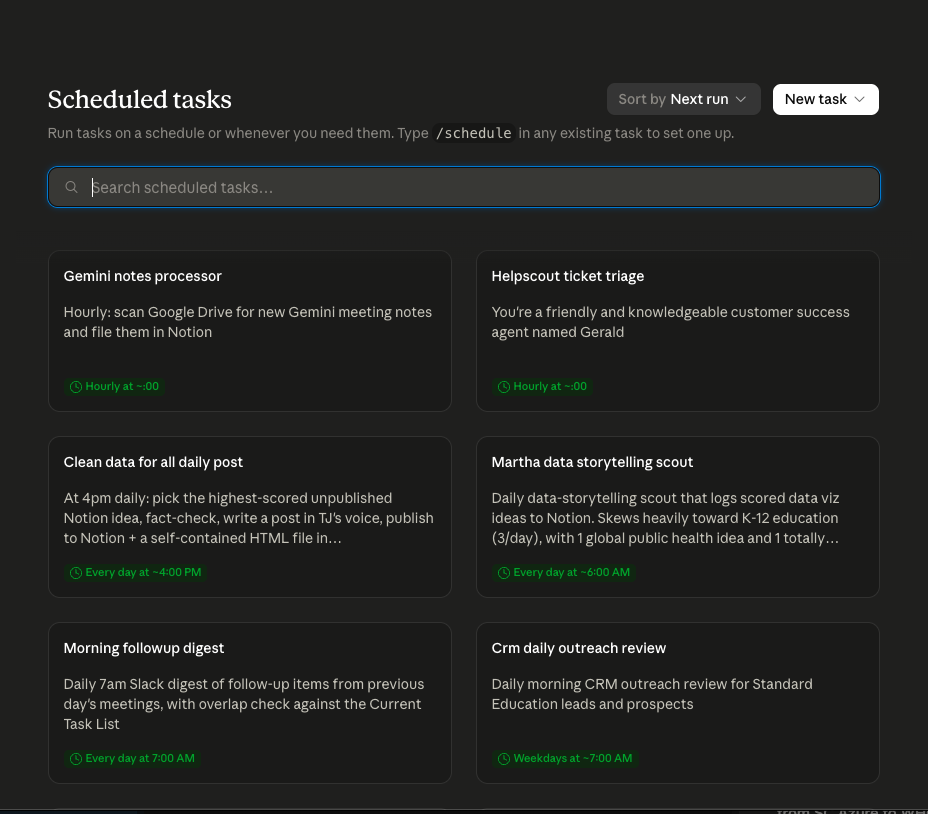 Scheduled tasks
Sort by Next run
New task
Run tasks on a schedule or whenever you need them. Type /schedule in any existing task to set one up.
Search scheduled tasks...
Gemini notes processor
Hourly: scan Google Drive for new Gemini meeting notes
and file them in Notion
Hourly at ~:00
Helpscout ticket triage
You're a friendly and knowledgeable customer success
agent named Gerald
Hourly at ~:00
Clean data for all daily post
At 4pm daily: pick the highest-scored unpublished
Notion idea, fact-check, write a post in TJ's voice, publish
to Notion + a self-contained HTML file in...
Every day at ~4:00 PM
Martha data storytelling scout
Daily data-storytelling scout that logs scored data viz
ideas to Notion. Skews heavily toward K-12 education
(3/day), with 1 global public health idea and 1 totally...
Every day at ~6:00 AM
Morning followup digest
Daily 7am Slack digest of follow-up items from previous
day's meetings, with overlap check against the Current
Task List
Every day at 7:00 AM
Crm daily outreach review
Daily morning CRM outreach review for Standard
Education leads and prospects
Weekdays at ~7:00 AM